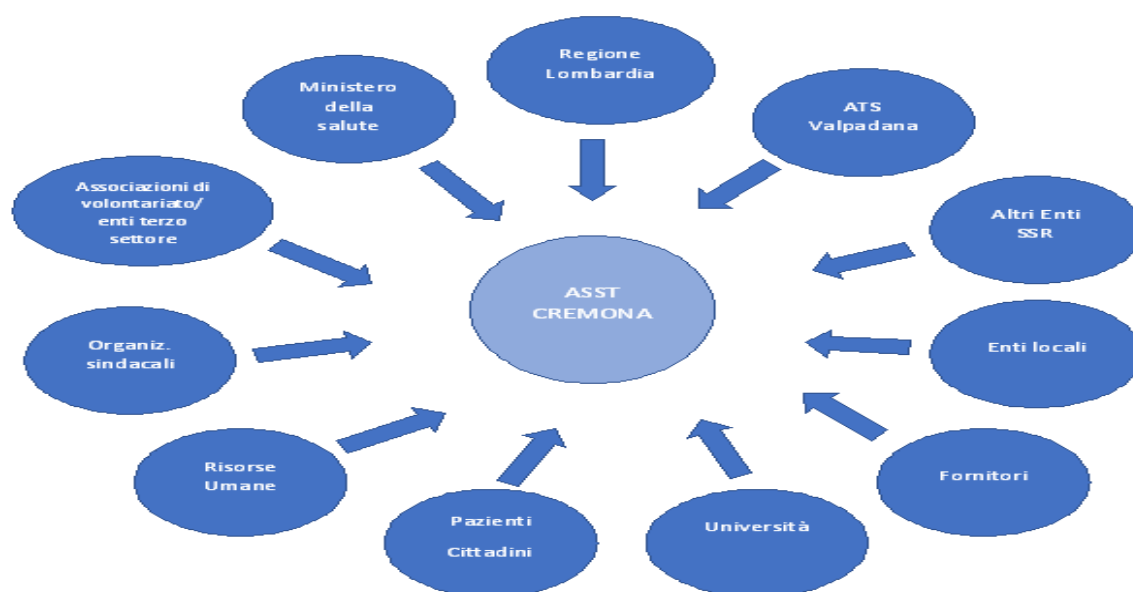 Regione
Lombardia
Ministero
della
salute
ATS
Valpadana
Associazioni di
volontariato/
enti terzo
settore
Altri Enti
SSR
ASST
CREMONA
Organiz.
sindacali
Enti locali
Risorse
Umane
Fornitori
Pazienti
Cittadini
Università